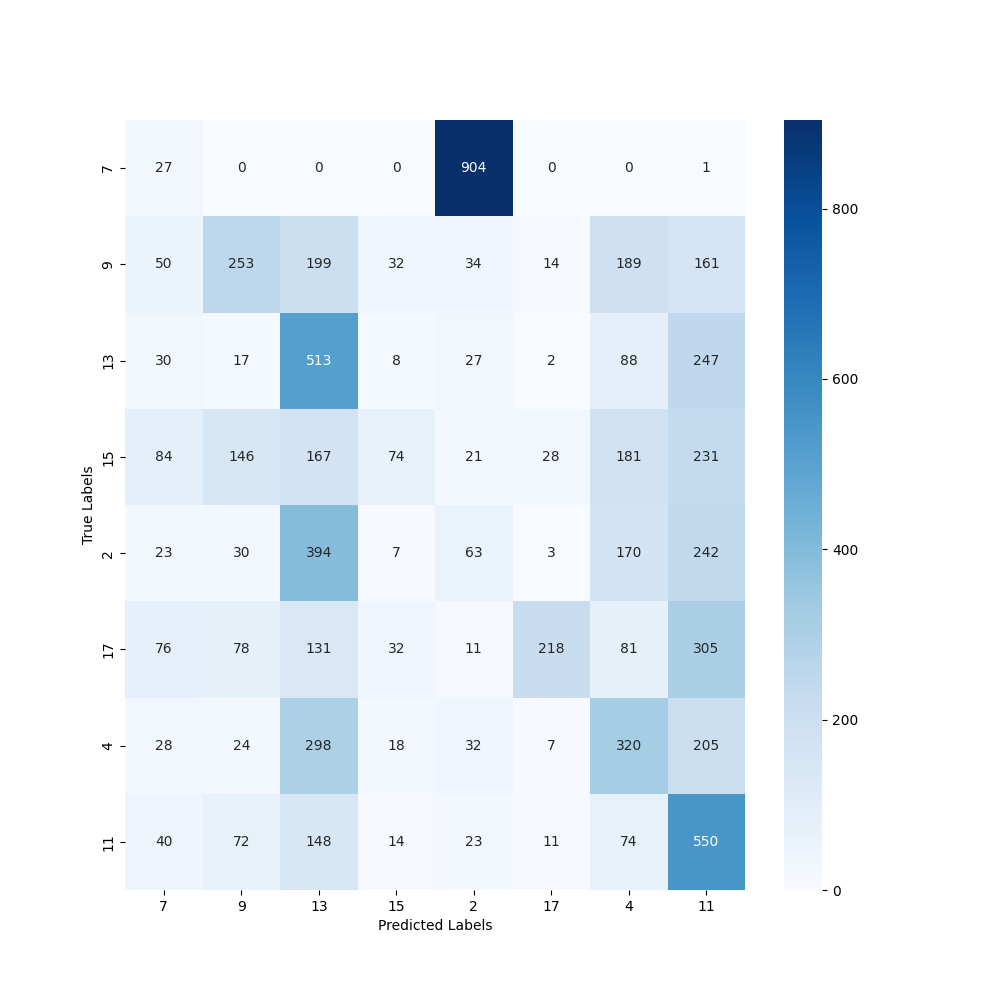 7 27 0 0 0 904 0 0 1
9 50 253 199 32 34 14 189 161
13 30 17 513 8 27 2 88 247
15 84 146 167 74 21 28 181 231
2 23 30 394 7 63 3 170 242
17 76 78 131 32 11 218 81 305
4 28 24 298 18 32 7 320 205
11 40 72 148 14 23 11 74 550
7 9 13 15 2 17 4 11
Predicted Labels
True Labels
800
600
400
200
0